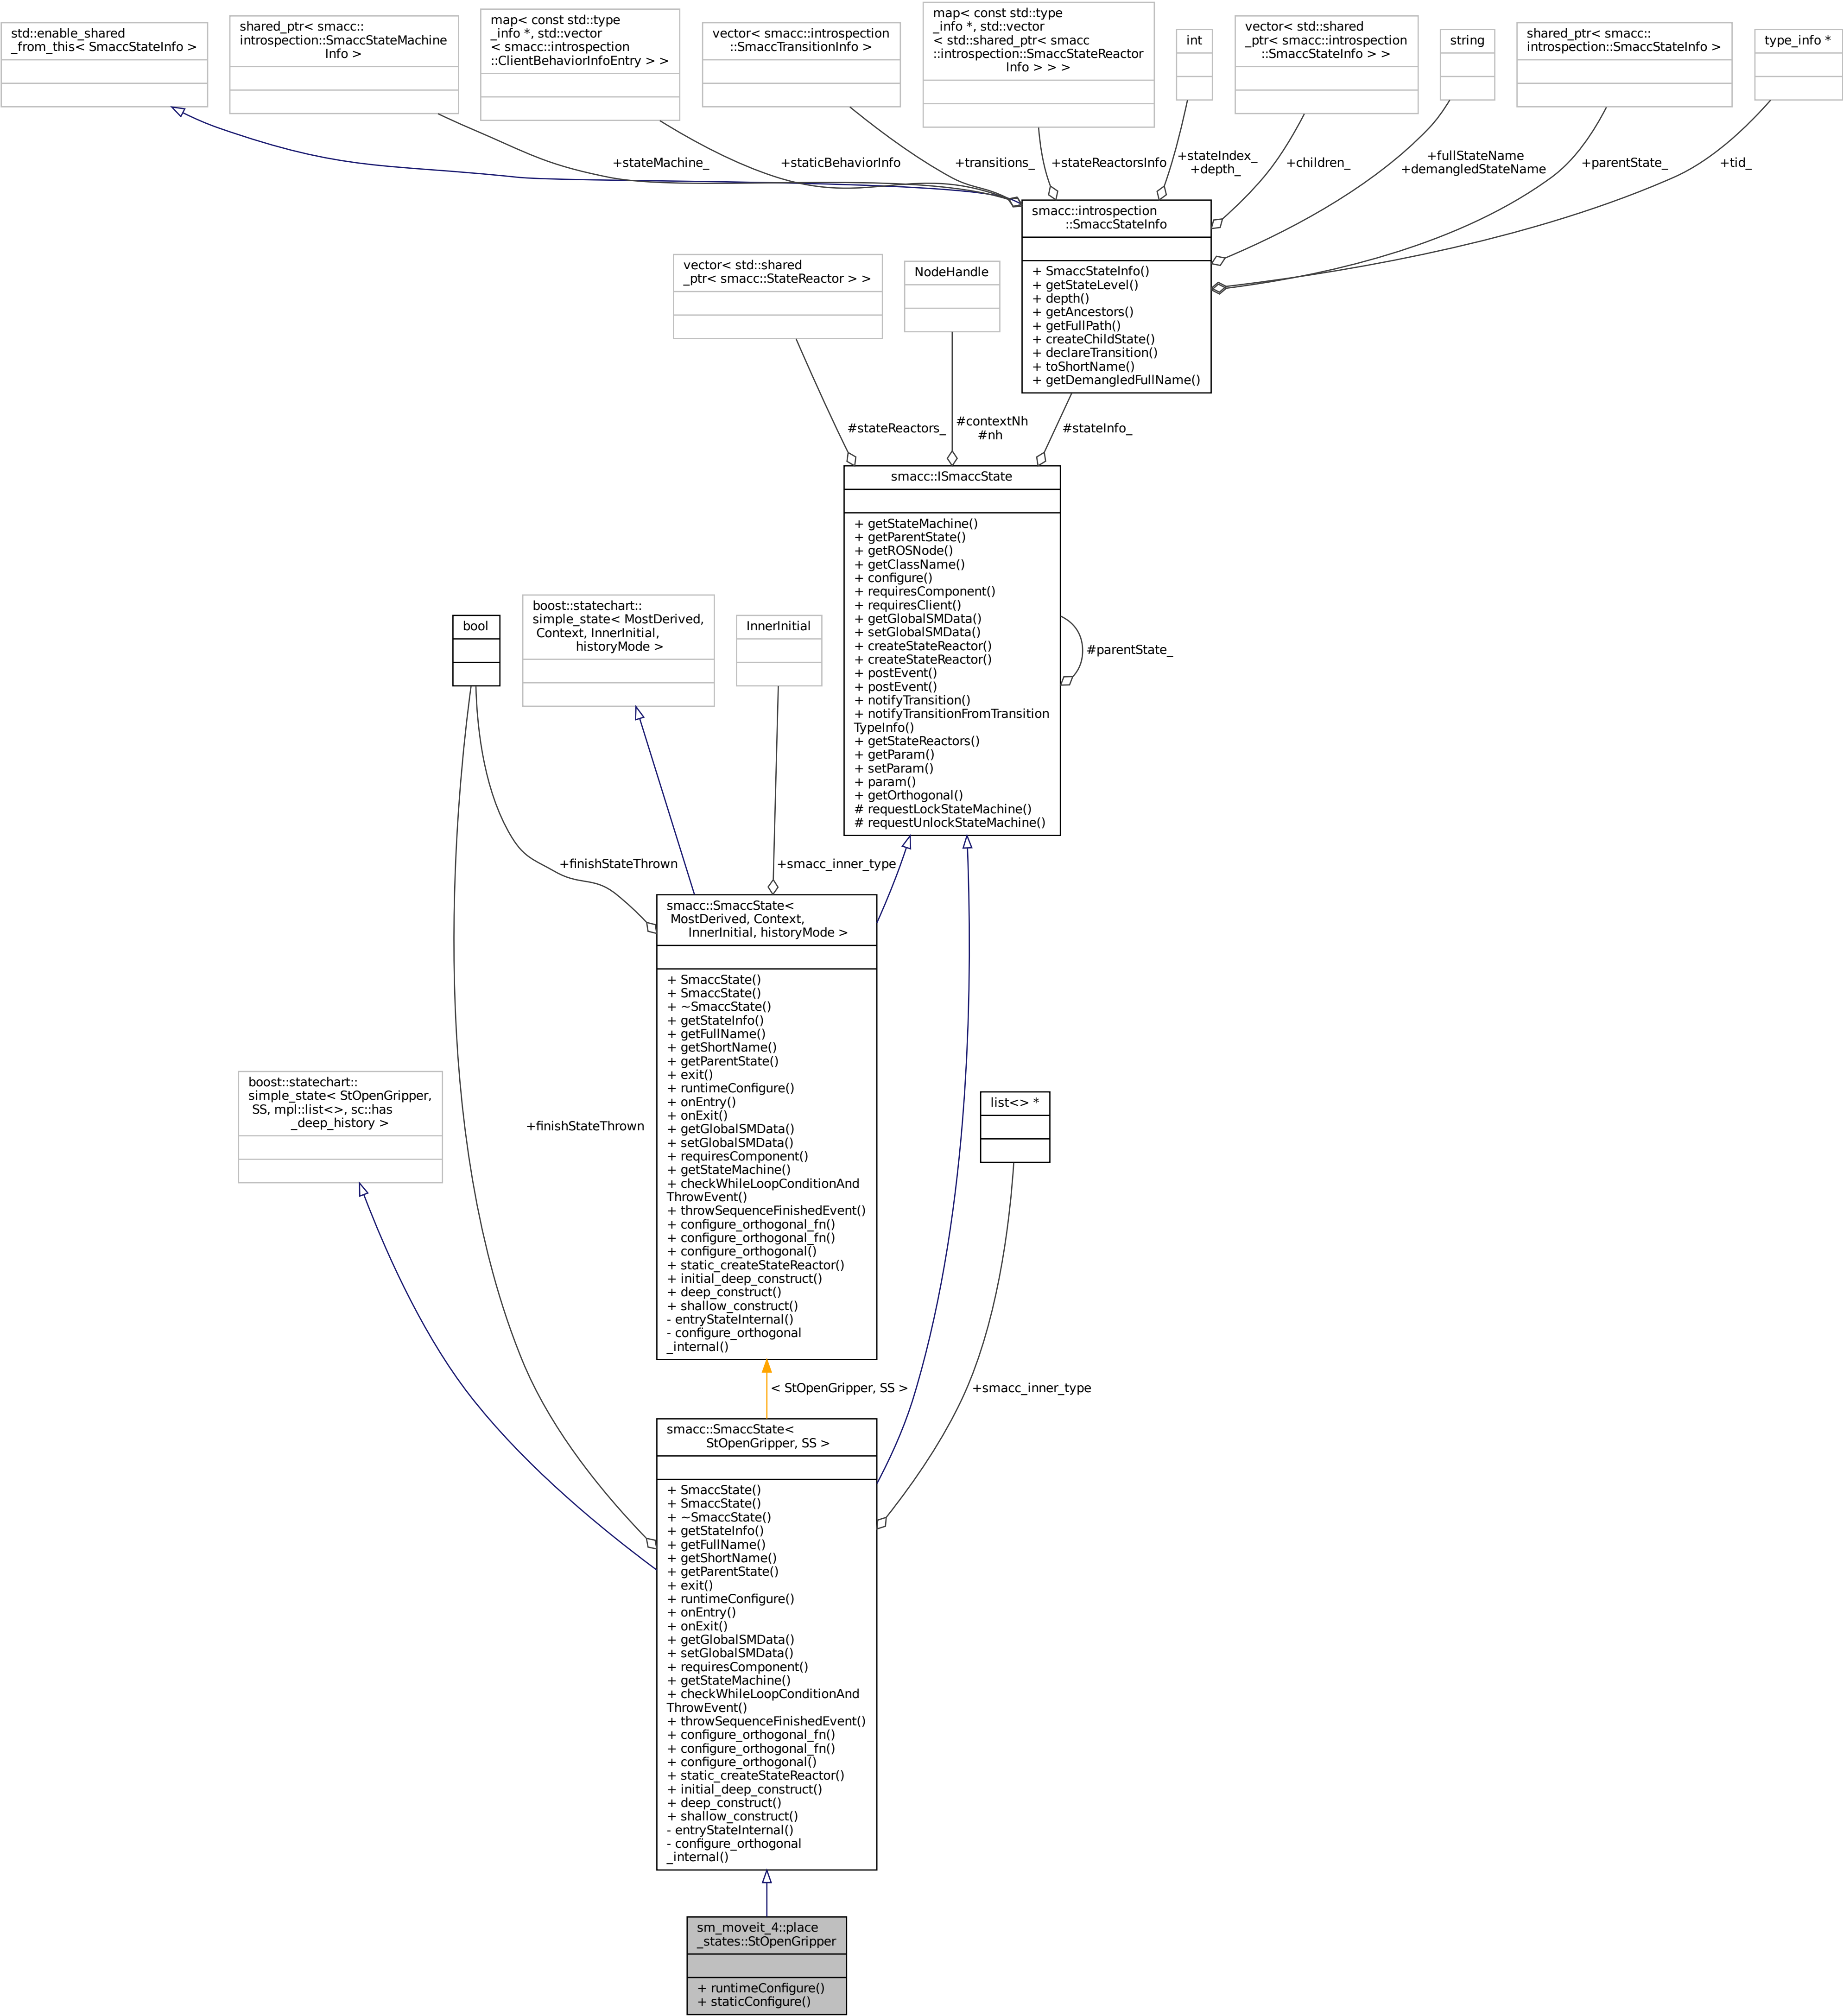 std::enable_shared
_from_this< SmaccStateInfo >
shared_ptr< smacc::
introspection::SmaccStateMachine
Info >
map< const std::type
_info *, std::vector
< smacc::introspection
::ClientBehaviorInfoEntry > >
vector< smacc::introspection
::SmaccTransitionInfo >
map< const std::type
_info *, std::vector
< std::shared_ptr< smacc
::introspection::SmaccStateReactor
Info > > >
int
vector< std::shared
_ptr< smacc::introspection
::SmaccStateInfo > >
string
shared_ptr< smacc::
introspection::SmaccStateInfo >
type_info *
+stateMachine_
+staticBehaviorInfo
+transitions_
+stateReactorsInfo
+stateIndex_
+depth_
+children_
+fullStateName
+demangledStateName
+parentState_
+tid_
smacc::introspection
::SmaccStateInfo
+ SmaccStateInfo()
+ getStateLevel()
+ depth()
+ getAncestors()
+ getFullPath()
+ createChildState()
+ declareTransition()
+ toShortName()
+ getDemangledFullName()
vector< std::shared
_ptr< smacc::StateReactor > >
NodeHandle
#stateReactors_
#contextNh
#nh
#stateInfo_
smacc::ISmaccState
+ getStateMachine()
+ getParentState()
+ getROSNode()
+ getClassName()
+ configure()
+ requiresComponent()
+ requiresClient()
+ getGlobalSMData()
+ setGlobalSMData()
+ createStateReactor()
+ createStateReactor()
+ postEvent()
+ postEvent()
+ notifyTransition()
+ notifyTransitionFromTransition
TypeInfo()
+ getStateReactors()
+ getParam()
+ setParam()
+ param()
+ getOrthogonal()
# requestLockStateMachine()
# requestUnlockStateMachine()
#parentState_
bool
boost::statechart::
simple_state< MostDerived,
Context, InnerInitial,
historyMode >
InnerInitial
+finishStateThrown
+smacc_inner_type
smacc::SmaccState<
MostDerived, Context,
InnerInitial, historyMode >
+ SmaccState()
+ SmaccState()
+ ~SmaccState()
+ getStateInfo()
+ getFullName()
+ getShortName()
+ getParentState()
+ exit()
+ runtimeConfigure()
+ onEntry()
+ onExit()
+ getGlobalSMData()
+ setGlobalSMData()
+ requiresComponent()
+ getStateMachine()
+ checkWhileLoopConditionAnd
ThrowEvent()
+ throwSequenceFinishedEvent()
+ configure_orthogonal_fn()
+ configure_orthogonal_fn()
+ configure_orthogonal()
+ static_createStateReactor()
+ initial_deep_construct()
+ deep_construct()
+ shallow_construct()
- entryStateInternal()
- configure_orthogonal
_internal()
boost::statechart::
simple_state< StOpenGripper,
SS, mpl::list<>, sc::has
_deep_history >
+finishStateThrown
list<> *
< StOpenGripper, SS >
+smacc_inner_type
smacc::SmaccState<
StOpenGripper, SS >
+ SmaccState()
+ SmaccState()
+ ~SmaccState()
+ getStateInfo()
+ getFullName()
+ getShortName()
+ getParentState()
+ exit()
+ runtimeConfigure()
+ onEntry()
+ onExit()
+ getGlobalSMData()
+ setGlobalSMData()
+ requiresComponent()
+ getStateMachine()
+ checkWhileLoopConditionAnd
ThrowEvent()
+ throwSequenceFinishedEvent()
+ configure_orthogonal_fn()
+ configure_orthogonal_fn()
+ configure_orthogonal()
+ static_createStateReactor()
+ initial_deep_construct()
+ deep_construct()
+ shallow_construct()
- entryStateInternal()
- configure_orthogonal
_internal()
sm_moveit_4::place
_states::StOpenGripper
+ runtimeConfigure()
+ staticConfigure()